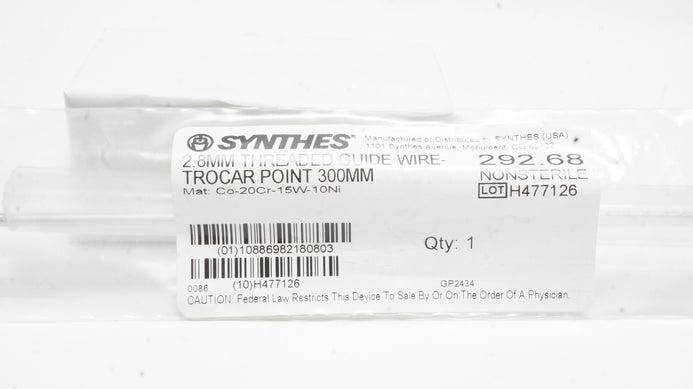 SYNTHES®
Manufactured or Distributed by SYNTHES (USA)
1101 Synthes Avenue, Monument, CO
2.8MM THREADED GUIDE WIRE-
TROCAR POINT 300MM
Mat: Co-20Cr-15W-10Ni
292.68
NONSTERILE
LOT H477126
(01)10886982180803
Qty: 1
(10)H477126
0086
GP2434
CAUTION: Federal Law Restricts This Device To Sale By Or On The Order Of A Physician.